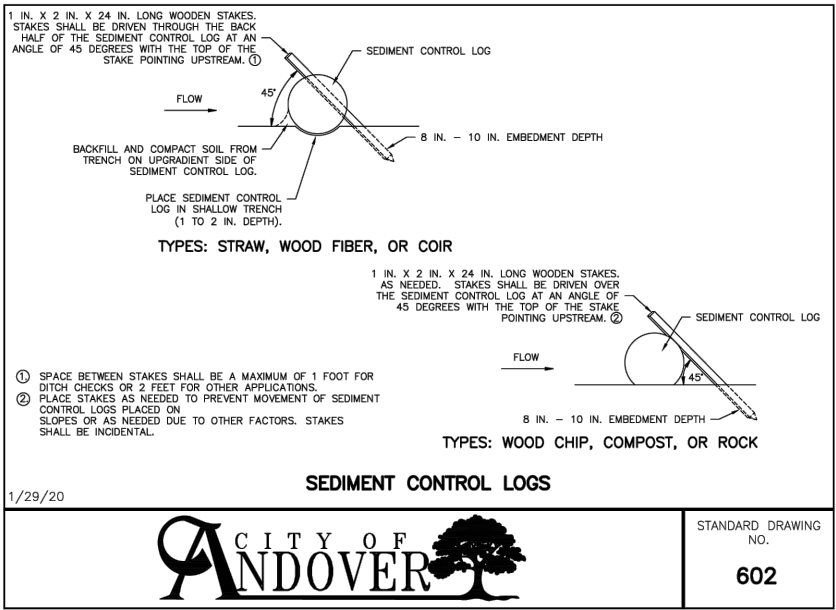 1 IN. X 2 IN. X 24 IN. LONG WOODEN STAKES.
STAKES SHALL BE DRIVEN THROUGH THE BACK
HALF OF THE SEDIMENT CONTROL LOG AT AN
ANGLE OF 45 DEGREES WITH THE TOP OF THE
STAKE POINTING UPSTREAM. ①
SEDIMENT CONTROL LOG
45°
FLOW
8 IN. – 10 IN. EMBEDMENT DEPTH
BACKFILL AND COMPACT SOIL FROM
TRENCH ON UPGRADIENT SIDE OF
SEDIMENT CONTROL LOG.
PLACE SEDIMENT CONTROL
LOG IN SHALLOW TRENCH
(1 TO 2 IN. DEPTH).
TYPES: STRAW, WOOD FIBER, OR COIR
1 IN. X 2 IN. X 24 IN. LONG WOODEN STAKES.
AS NEEDED. STAKES SHALL BE DRIVEN OVER
THE SEDIMENT CONTROL LOG AT AN ANGLE OF
45 DEGREES WITH THE TOP OF THE STAKE
POINTING UPSTREAM. ②
SEDIMENT CONTROL LOG
FLOW
45°
8 IN. – 10 IN. EMBEDMENT DEPTH
TYPES: WOOD CHIP, COMPOST, OR ROCK
①. SPACE BETWEEN STAKES SHALL BE A MAXIMUM OF 1 FOOT FOR
DITCH CHECKS OR 2 FEET FOR OTHER APPLICATIONS.
② PLACE STAKES AS NEEDED TO PREVENT MOVEMENT OF SEDIMENT
CONTROL LOGS PLACED ON
SLOPES OR AS NEEDED DUE TO OTHER FACTORS. STAKES
SHALL BE INCIDENTAL.
SEDIMENT CONTROL LOGS
1/29/20
CITY OF
ANDOVER
STANDARD DRAWING
NO.
602